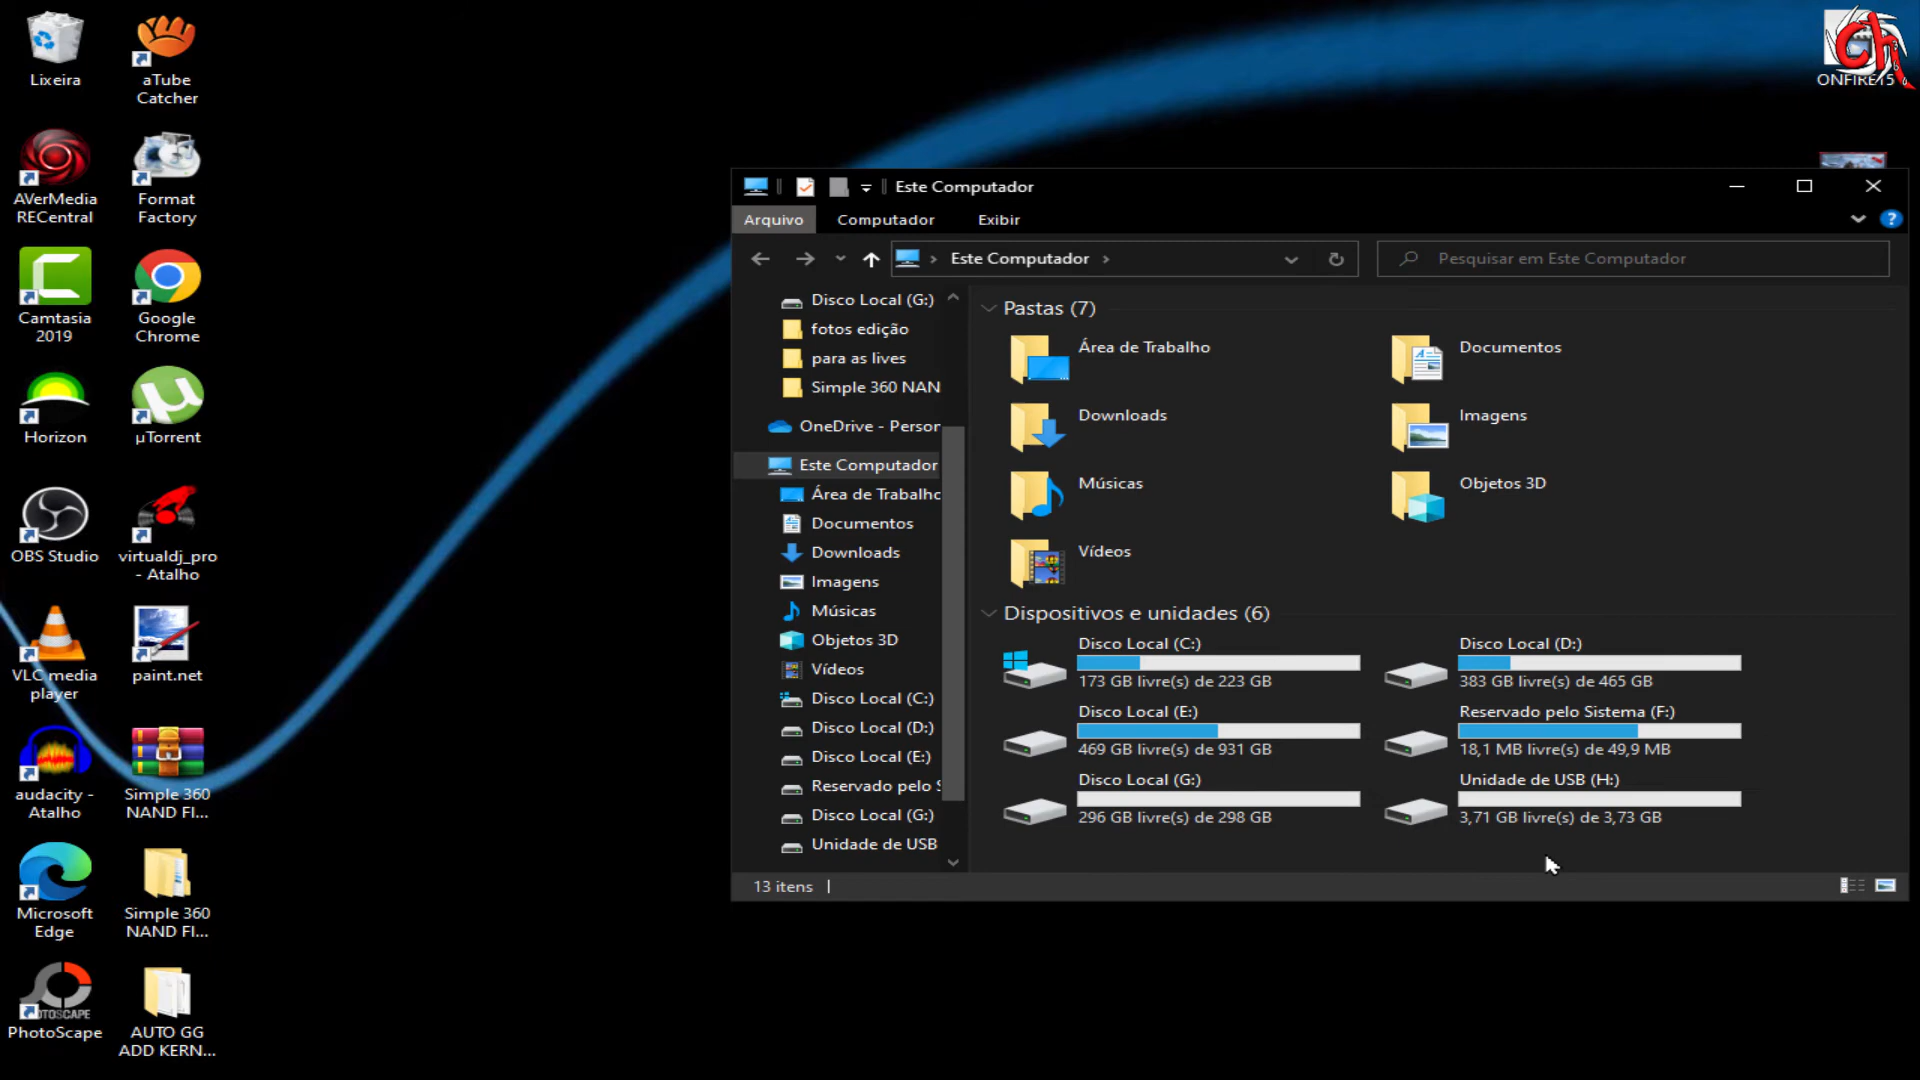 Lixeira
aTube
Catcher
AVerMedia
RECentral
Format
Factory
Camtasia
2019
Google
Chrome
Horizon
µTorrent
OBS Studio
virtualdj_pro
- Atalho
VLC media
player
paint.net
audacity -
Atalho
Simple 360
NAND FI...
Microsoft
Edge
Simple 360
NAND FI...
PhotoScape
AUTO GG
ADD KERN...
ch
ONFIRE15
Este Computador
Arquivo
Computador
Exibir
?
Este Computador
Pesquisar em Este Computador
Disco Local (G:)
fotos edição
para as lives
Simple 360 NAN
OneDrive - Person
Este Computador
Área de Trabalho
Documentos
Downloads
Imagens
Músicas
Objetos 3D
Vídeos
Disco Local (C:)
Disco Local (D:)
Disco Local (E:)
Reservado pelo S
Disco Local (G:)
Unidade de USB
Pastas (7)
Área de Trabalho
Documentos
Downloads
Imagens
Músicas
Objetos 3D
Vídeos
Dispositivos e unidades (6)
Disco Local (C:)
173 GB livre(s) de 223 GB
Disco Local (D:)
383 GB livre(s) de 465 GB
Disco Local (E:)
469 GB livre(s) de 931 GB
Reservado pelo Sistema (F:)
18,1 MB livre(s) de 49,9 MB
Disco Local (G:)
296 GB livre(s) de 298 GB
Unidade de USB (H:)
3,71 GB livre(s) de 3,73 GB
13 itens